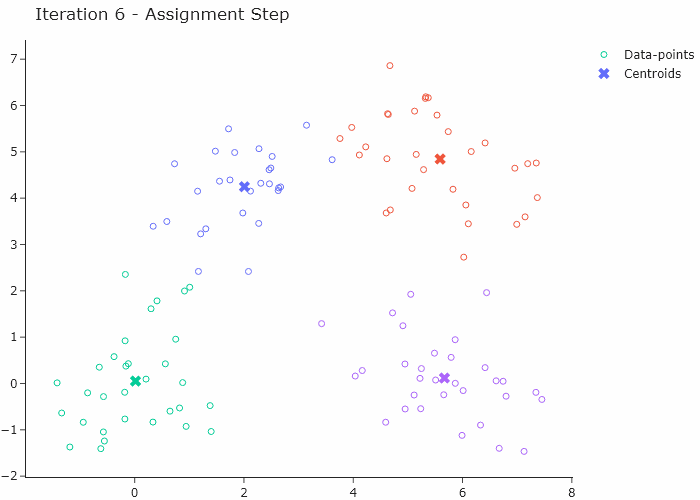 Iteration 6 - Assignment Step
Data-points
Centroids
7
6
5
4
3
2
1
0
−1
−2
0 2 4 6 8